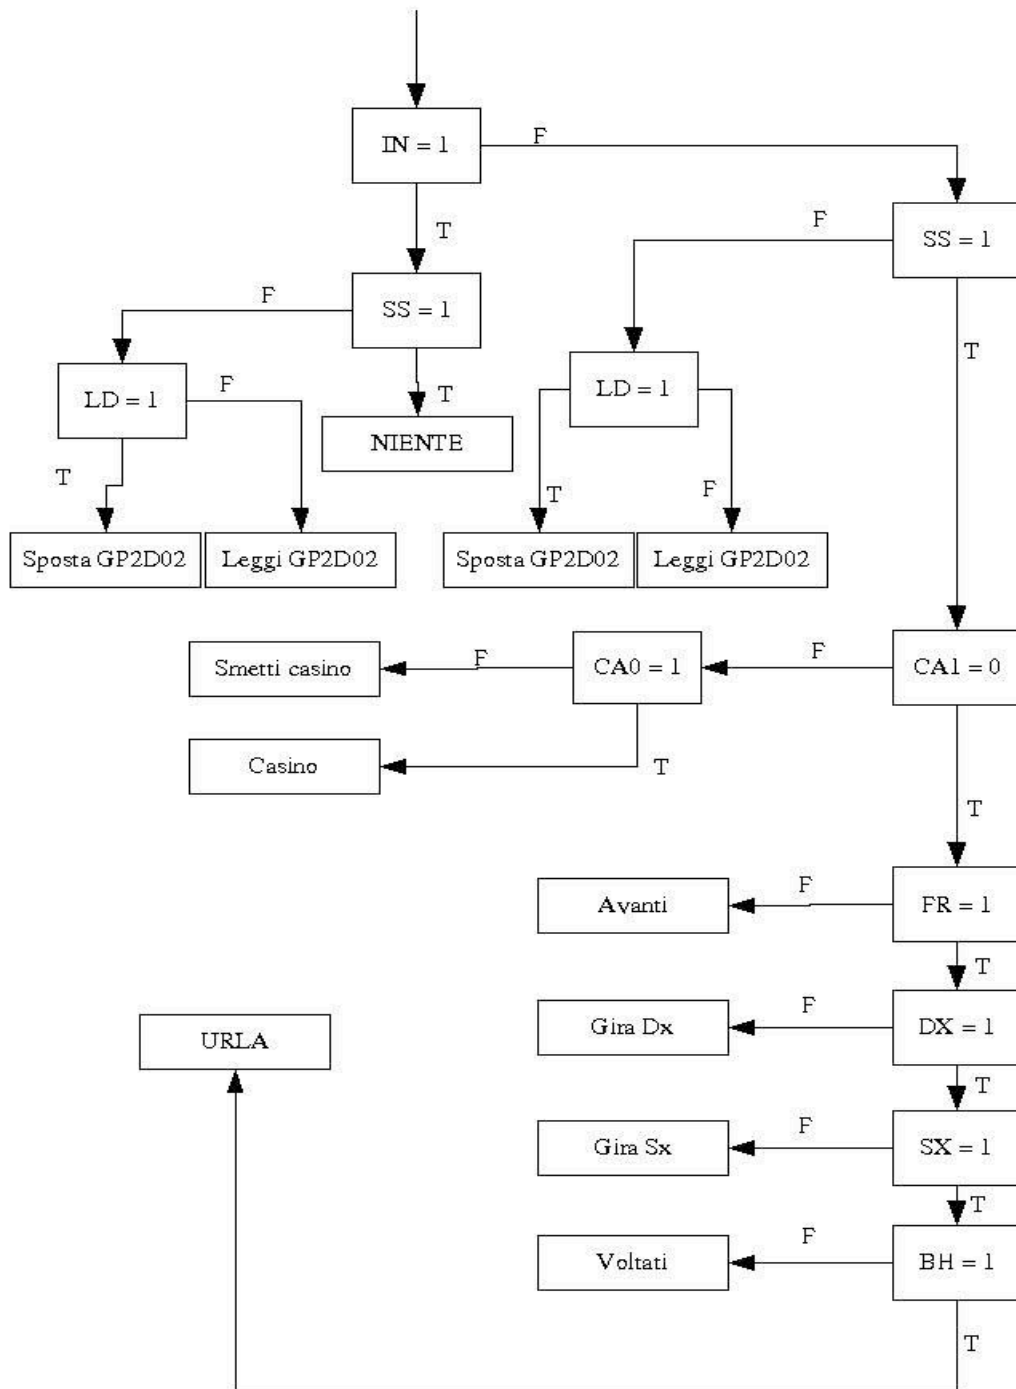 IN = 1
F
T
SS = 1
F
SS = 1
F
T
LD = 1
F
T
NIENTE
LD = 1
T
T
F
T
Sposta GP2D02
Leggi GP2D02
Sposta GP2D02
Leggi GP2D02
Smetti casino
F
CA0 = 1
F
CA1 = 0
Casino
T
T
Avanti
F
FR = 1
T
URLA
Gira Dx
F
DX = 1
T
Gira Sx
F
SX = 1
T
Voltati
F
BH = 1
T